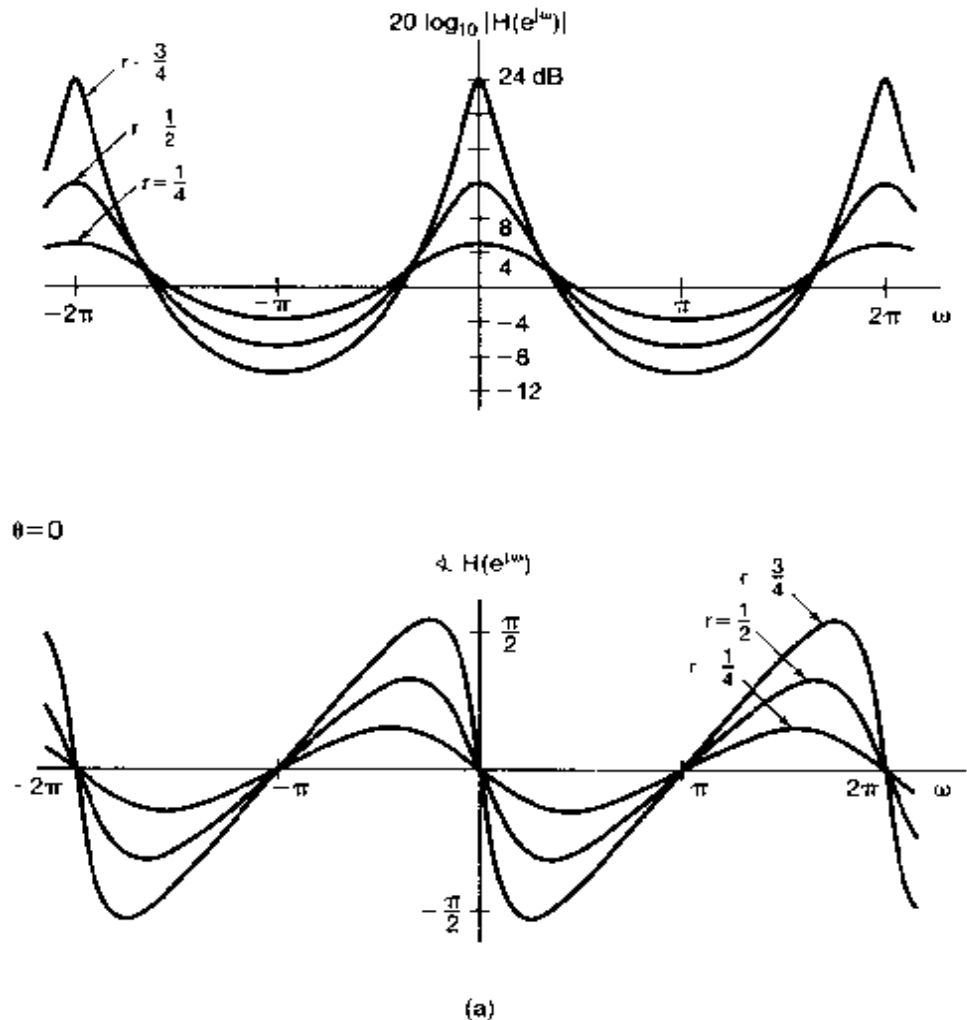 20 log₁₀ |H(e^jω)|
r - 3/4
24 dB
r 1/2
r = 1/4
8
4
-2π
-π
π
2π
ω
-4
-8
-12
θ=0
∢ H(e^jω)
r 3/4
π/2
r = 1/2
r 1/4
-2π
-π
π
2π
ω
-π/2
(a)